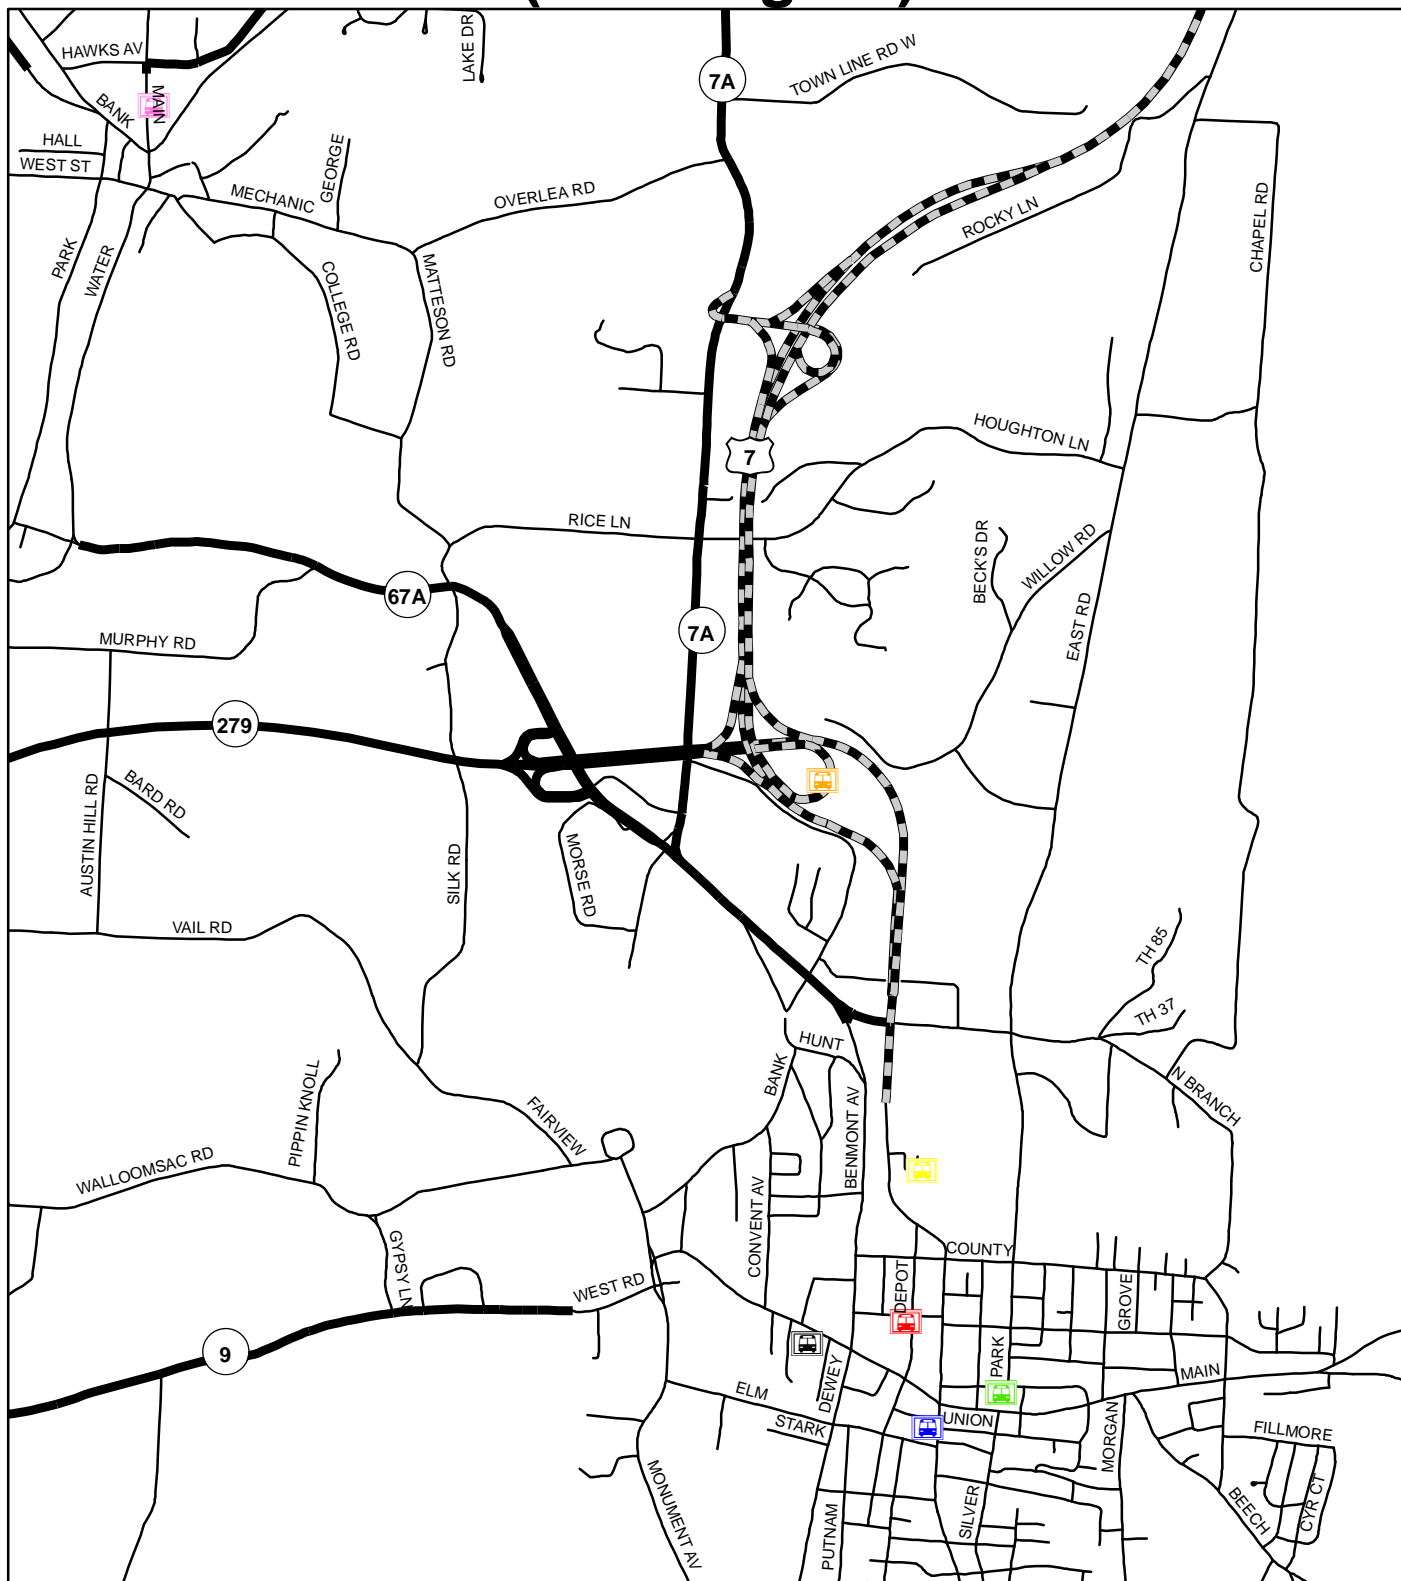 HAWKS AV
LAKE DR
7A
TOWN LINE RD W
MAIN
BANK
HALL
WEST ST
GEORGE
MECHANIC
OVERLEA RD
ROCKY LN
CHAPEL RD
PARK
WATER
COLLEGE RD
MATTESON RD
7
HOUGHTON LN
RICE LN
BECK'S DR
WILLOW RD
67A
7A
EAST RD
MURPHY RD
279
BARD RD
AUSTIN HILL RD
SILK RD
MORSE RD
VAIL RD
TH 85
TH 37
HUNT
BANK
N BRANCH
PIPPIN KNOLL
FAIRVIEW
BENMONT AV
WALLOOMSAC RD
CONVENT AV
GYPSY LN
COUNTY
WEST RD
DEPOT
GROVE
9
PARK
DEWEY
MAIN
ELM
UNION
STARK
MORGAN
FILLMORE
MONUMENT AV
SILVER
PUTNAM
BEECH
CYR CT